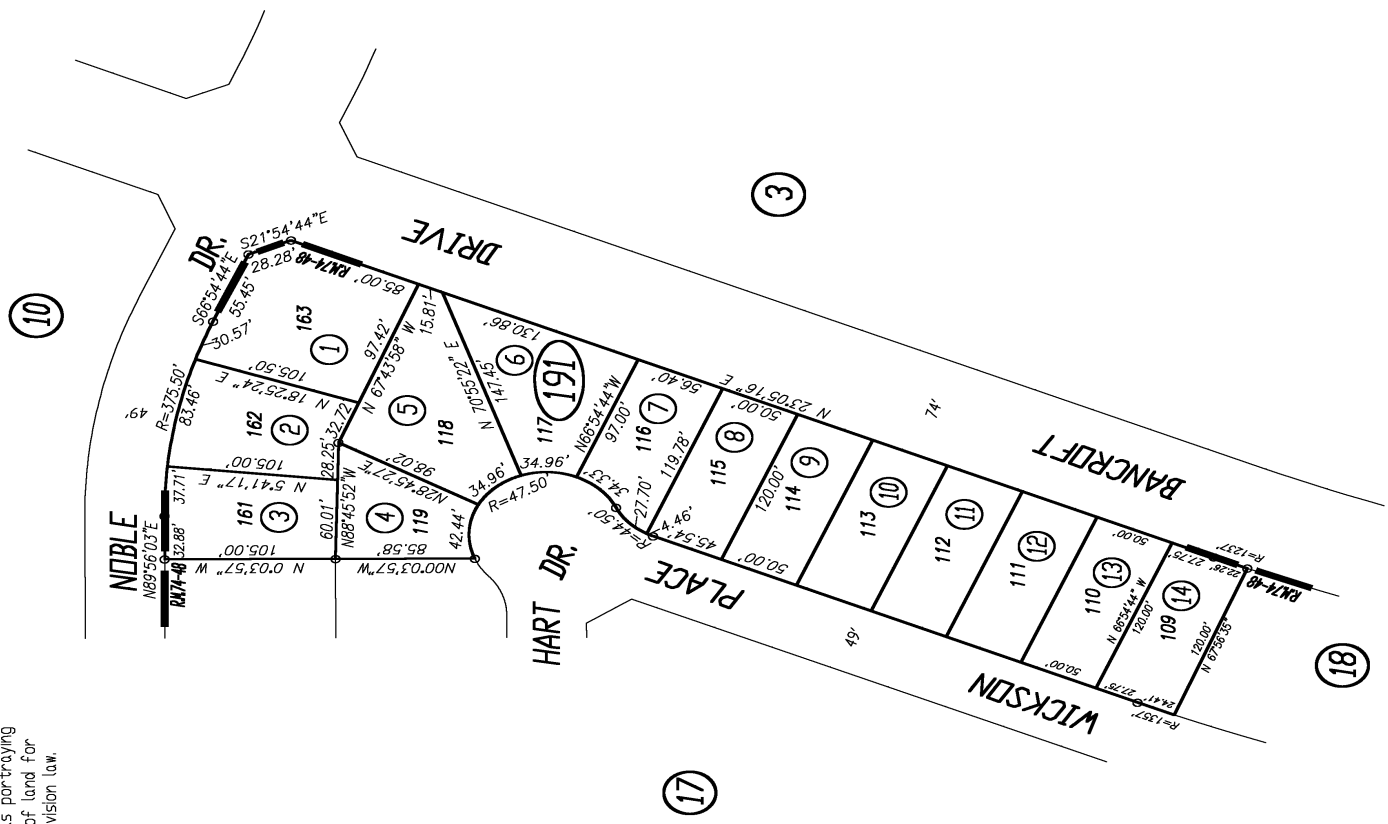 10
3
17
18
191
NOBLE
DR.
N89°56'03"E
R.M.74-48
32.88'
37.71'
R=375.50'
83.46'
49'
30.57'
S66°54'44"E
55.45'
28.28'
S21°54'44"E
R.M.74-48
85.00'
DRIVE
161
3
N 0°03'57" W
105.00'
N 5°41'17" E
105.00'
162
2
N 18°25'24" E
105.50'
163
1
97.42'
N 67°43'58" W
15.81'
60.01'
28.25'
32.72'
N88°45'52"W
4
119
N00°03'57"W
85.58'
42.44'
N28°45'27"E
98.02'
5
118
34.96'
R=47.50'
N 70°55'22" E
147.45'
6
117
130.86'
34.96'
N66°54'44"W
97.00'
34.33'
116
7
56.40'
R=44.50'
27.70'
4.46'
119.78'
45.54'
115
8
50.00'
N 23°05'16" E
120.00'
50.00'
114
9
113
10
112
11
111
12
110
13
50.00'
50.00'
N 66°54'44" W
120.00'
109
14
27.75'
22.26'
R=1237'
R.M.74-48
27.75'
24.41'
R=1357'
120.00'
N 67°56'35"
HART DR.
PLACE
WICKSON
49'
BANCROFT
74'
s portraying
of land for
vision law.